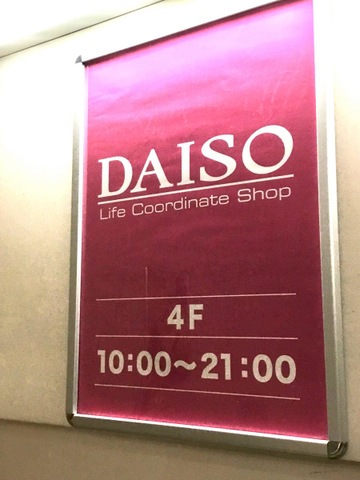 DAISO
Life Coordinate Shop
4F
10:00～21:00